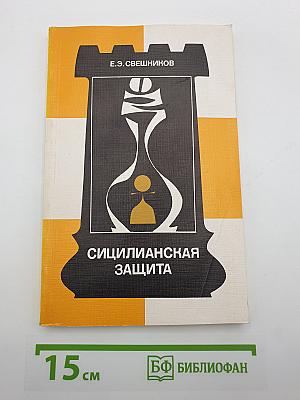 Е.Э. СВЕШНИКОВ
СИЦИЛИАНСКАЯ
ЗАЩИТА
15 см
БФ БИБЛИОФАН